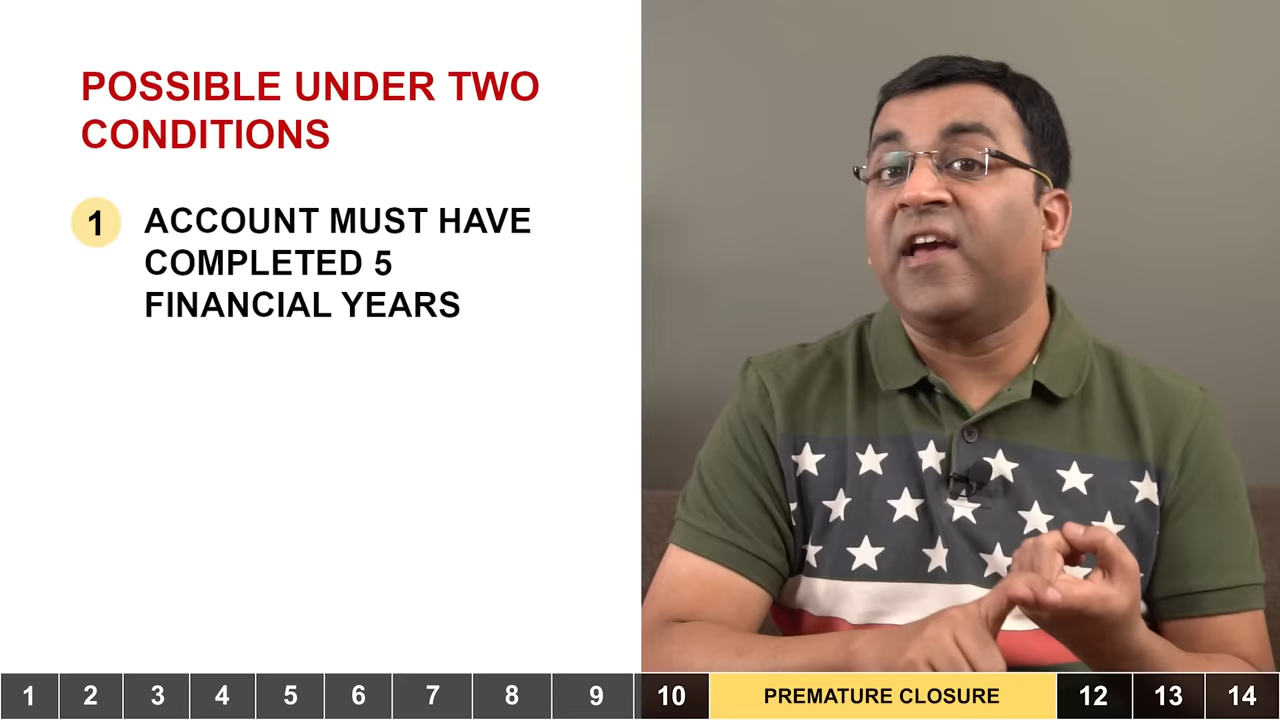 POSSIBLE UNDER TWO
CONDITIONS
1 ACCOUNT MUST HAVE
COMPLETED 5
FINANCIAL YEARS
1 2 3 4 5 6 7 8 9 10 PREMATURE CLOSURE 12 13 14